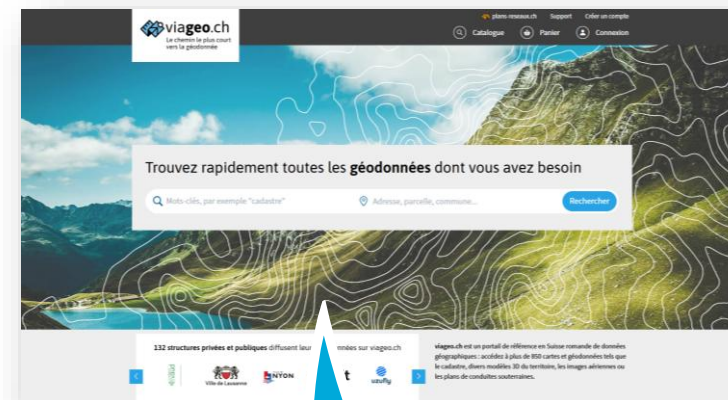 plans-reseaux.ch Support Créer un compte
viageo.ch
Le chemin le plus court
vers la géodonnée
Catalogue Panier Connexion
Trouvez rapidement toutes les géodonnées dont vous avez besoin
Mots-clés, par exemple "cadastre" Adresse, parcelle, commune... Rechercher
132 structures privées et publiques diffusent leur nnées sur viageo.ch
viageo.ch est un portail de référence en Suisse romande de données
géographiques : accédez à plus de 850 cartes et géodonnées tels que
le cadastre, divers modèles 3D du territoire, les images aériennes ou
les plans de conduites souterraines.
Ville de Lausanne NYON t uzufly